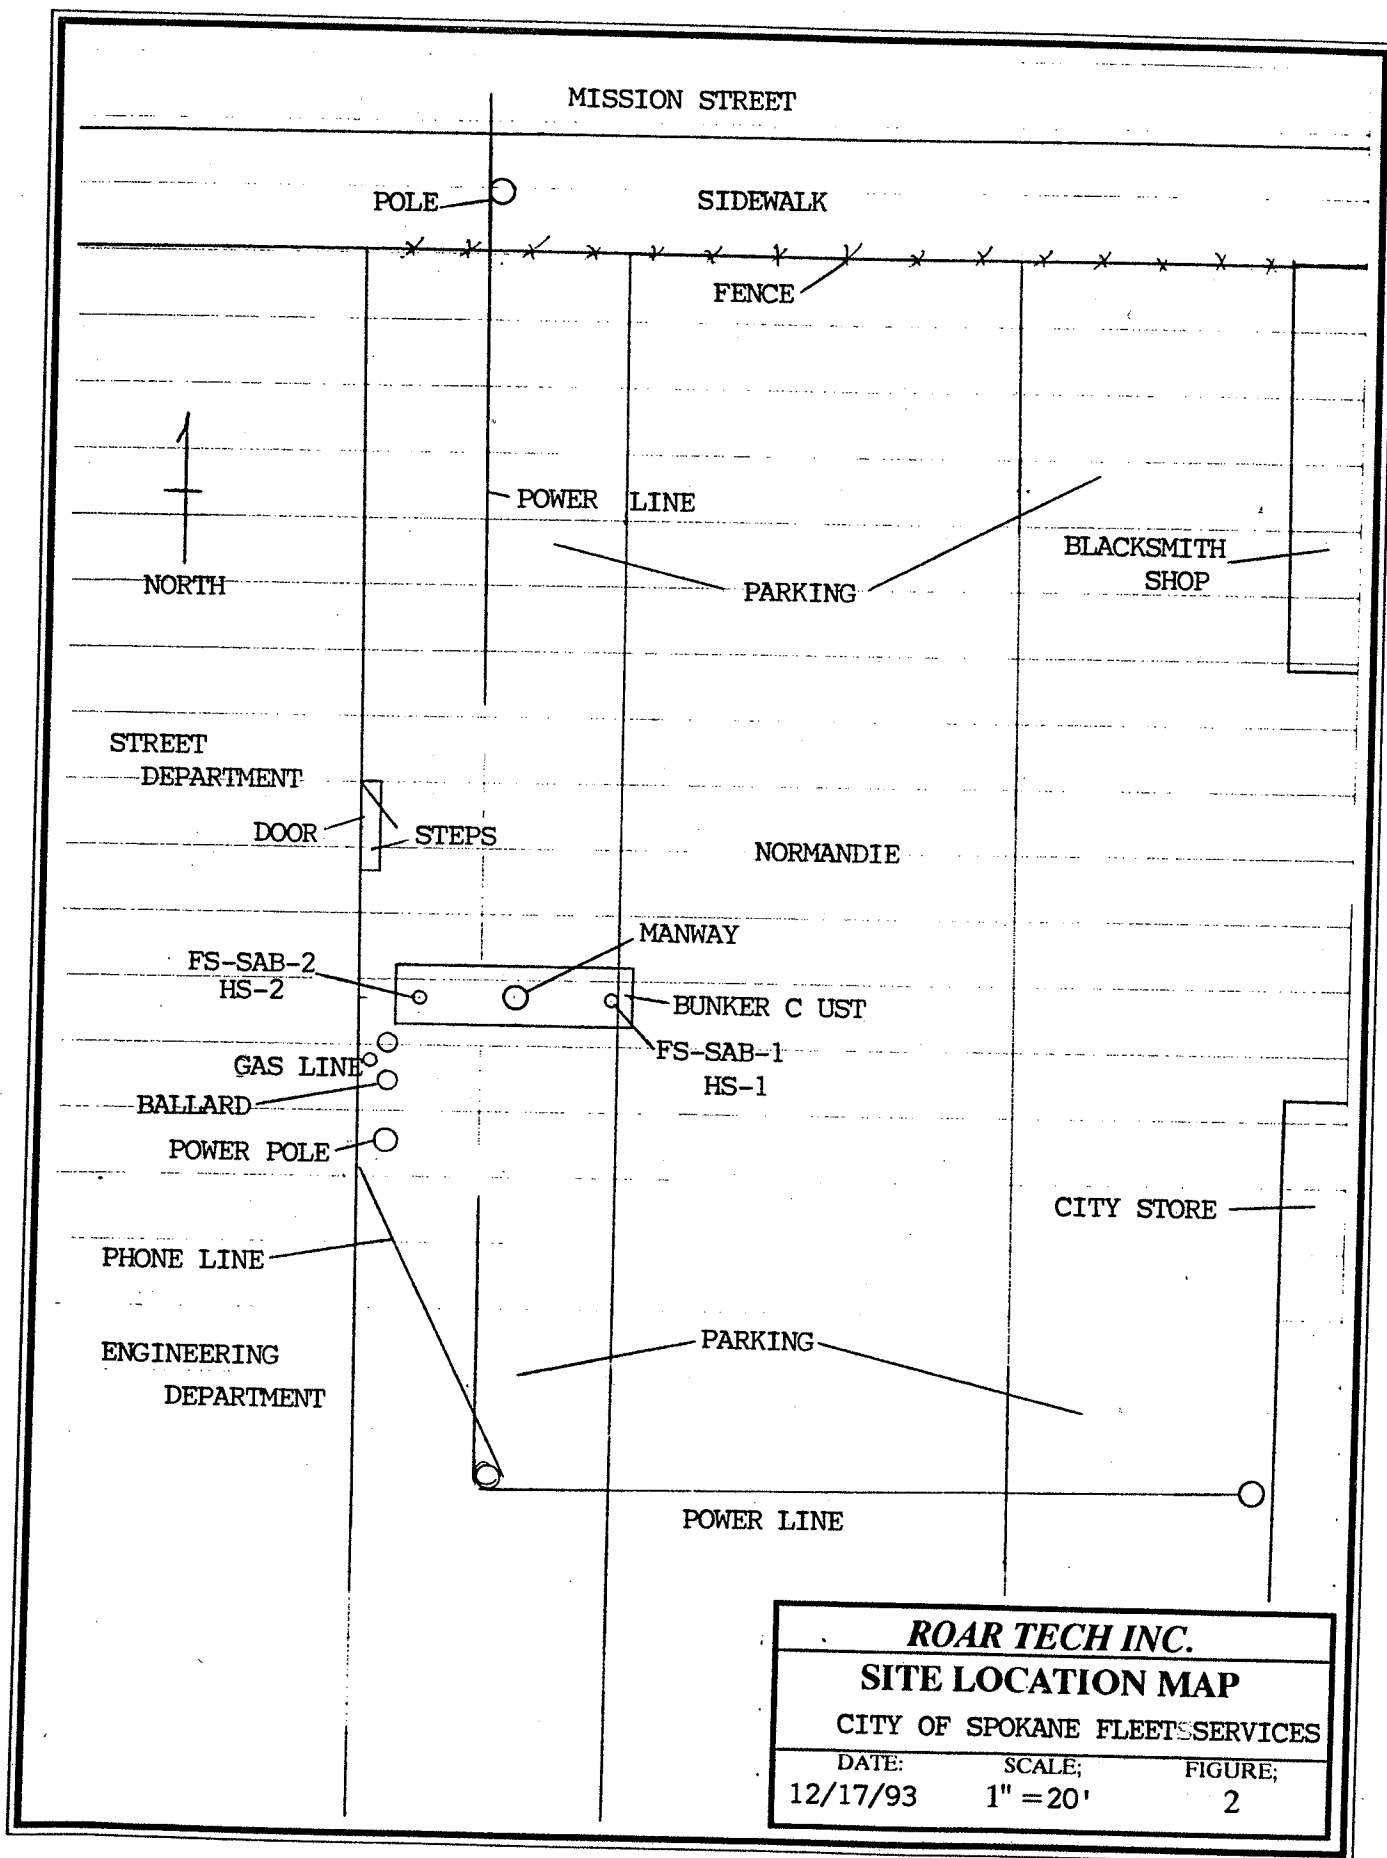 MISSION STREET
POLE
SIDEWALK
FENCE
POWER LINE
NORTH
PARKING
BLACKSMITH
SHOP
STREET
DEPARTMENT
DOOR
STEPS
NORMANDIE
MANWAY
FS-SAB-2
HS-2
BUNKER C UST
FS-SAB-1
HS-1
GAS LINE
BALLARD
POWER POLE
CITY STORE
PHONE LINE
PARKING
ENGINEERING
DEPARTMENT
POWER LINE
ROAR TECH INC.
SITE LOCATION MAP
CITY OF SPOKANE FLEETSSERVICES
DATE: SCALE; FIGURE;
12/17/93 1" =20' 2